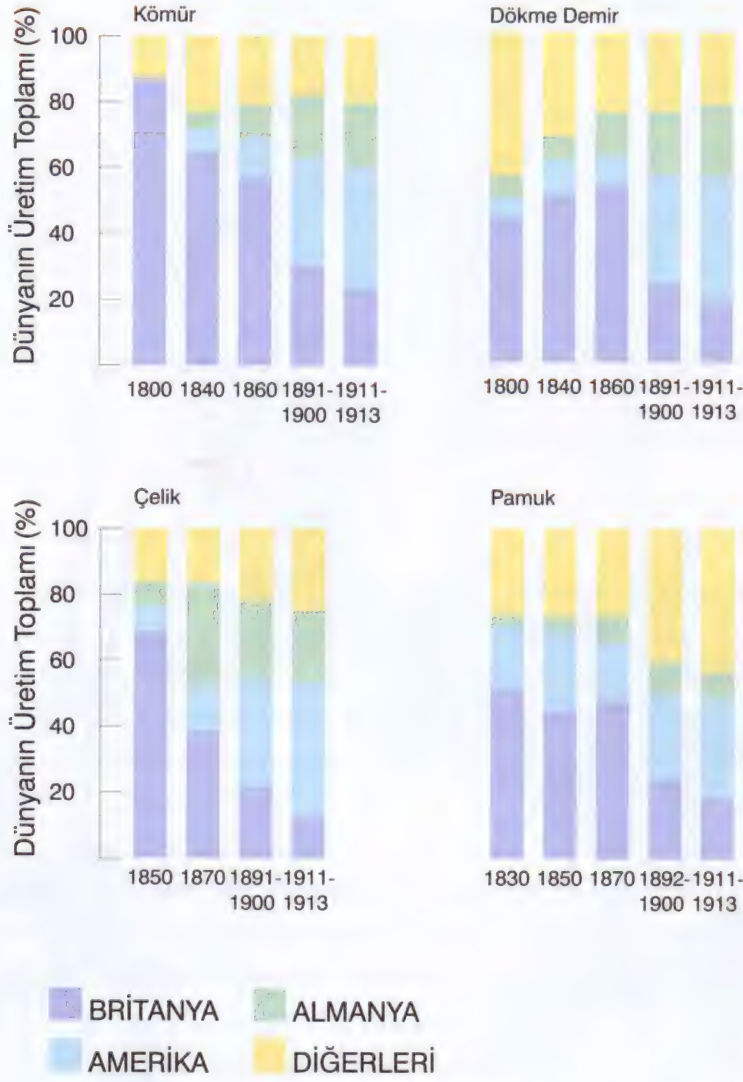 Kömür
Dünyanın Üretim Toplamı (%)
100
80
60
40
20
1800 1840 1860 1891- 1911-
1900 1913
Dökme Demir
1800 1840 1860 1891- 1911-
1900 1913
Çelik
Dünyanın Üretim Toplamı (%)
100
80
60
40
20
1850 1870 1891- 1911-
1900 1913
Pamuk
1830 1850 1870 1892- 1911-
1900 1913
BRİTANYA
ALMANYA
AMERİKA
DİĞERLERİ